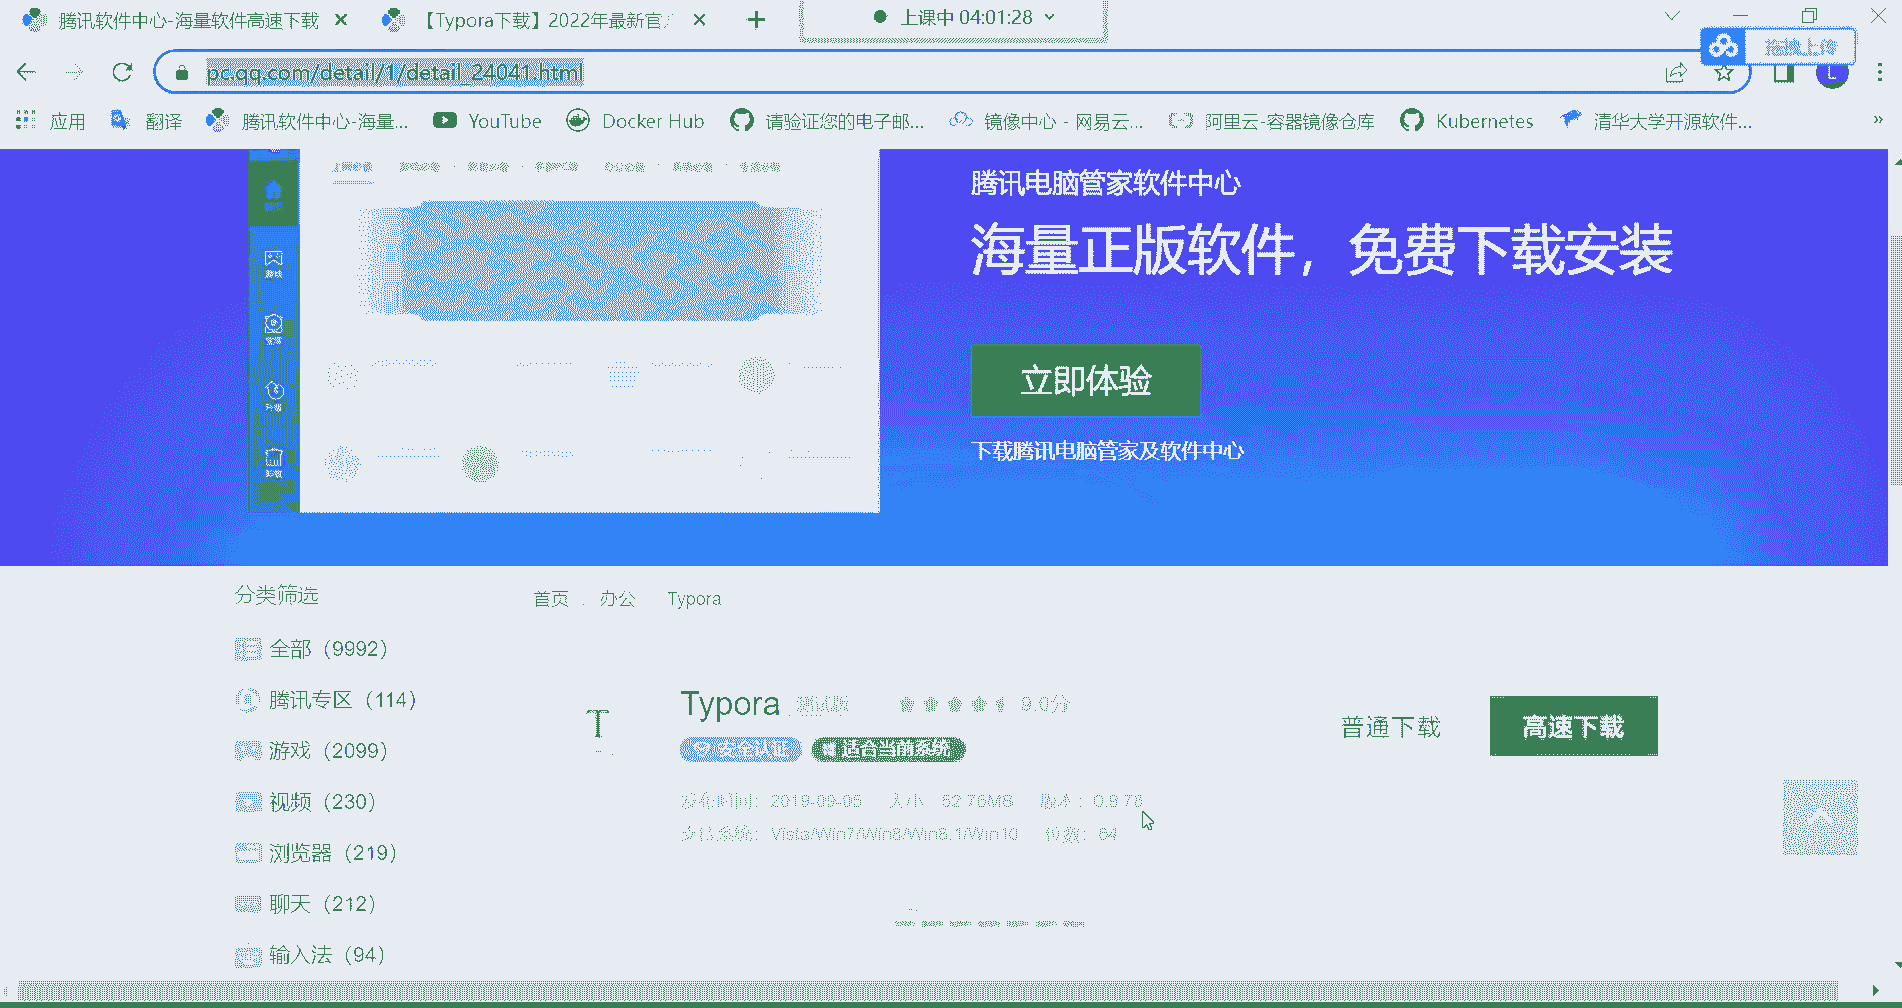 腾讯软件中心-海量软件高速下载
【Typora下载】2022年最新官
上课中 04:01:28
拖拽上传
pc.qq.com/detail/1/detail_24041.html
L
应用
翻译
腾讯软件中心-海量...
YouTube
Docker Hub
请验证您的电子邮...
镜像中心 - 网易云...
阿里云-容器镜像仓库
Kubernetes
清华大学开源软件...
»
腾讯电脑管家软件中心
海量正版软件，免费下载安装
立即体验
下载腾讯电脑管家及软件中心
分类筛选
首页 办公 Typora
全部（9992）
腾讯专区（114）
游戏（2099）
视频（230）
浏览器（219）
聊天（212）
输入法（94）
T
Typora 测试版 9.0分
安全认证 适合当前系统
普通下载
高速下载
发布时间：2019-09-05 大小：62.76MB 版本：0.9.76
支持系统：Vista/Win7/Win8/Win8.1/Win10 位数：64